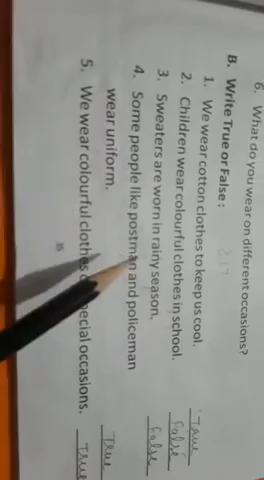 6. What do you wear on different occasions?
B. Write True or False :
1. We wear cotton clothes to keep us cool. True
2. Children wear colourful clothes in school. False
3. Sweaters are worn in rainy season. False
4. Some people like postman and policeman
wear uniform. True
5. We wear colourful clothes special occasions. True
35